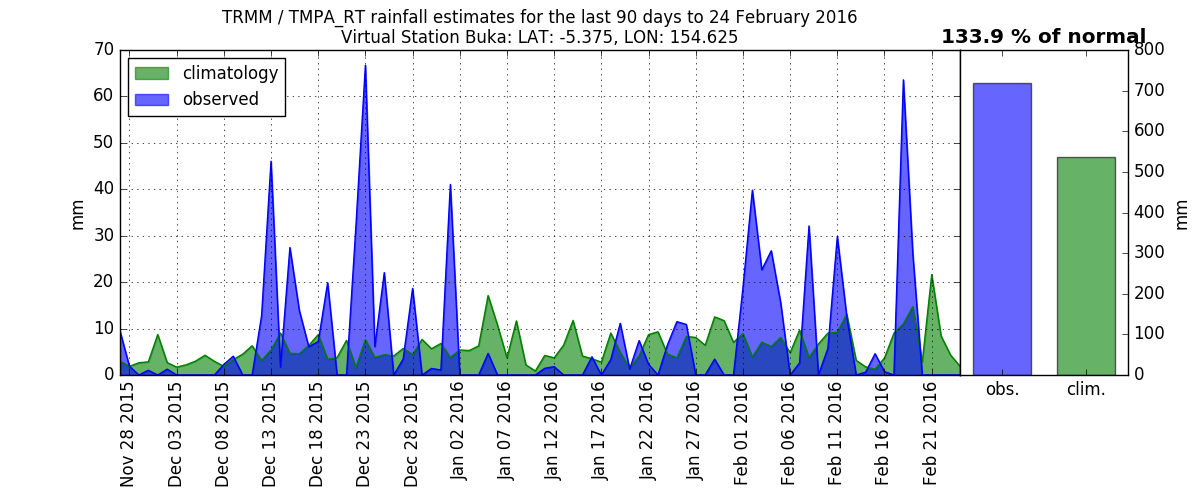 TRMM / TMPA_RT rainfall estimates for the last 90 days to 24 February 2016
Virtual Station Buka: LAT: -5.375, LON: 154.625
133.9 % of normal
climatology
observed
mm
70
60
50
40
30
20
10
0
Nov 28 2015
Dec 03 2015
Dec 08 2015
Dec 13 2015
Dec 18 2015
Dec 23 2015
Dec 28 2015
Jan 02 2016
Jan 07 2016
Jan 12 2016
Jan 17 2016
Jan 22 2016
Jan 27 2016
Feb 01 2016
Feb 06 2016
Feb 11 2016
Feb 16 2016
Feb 21 2016
obs.
clim.
800
700
600
500
400
300
200
100
0
mm